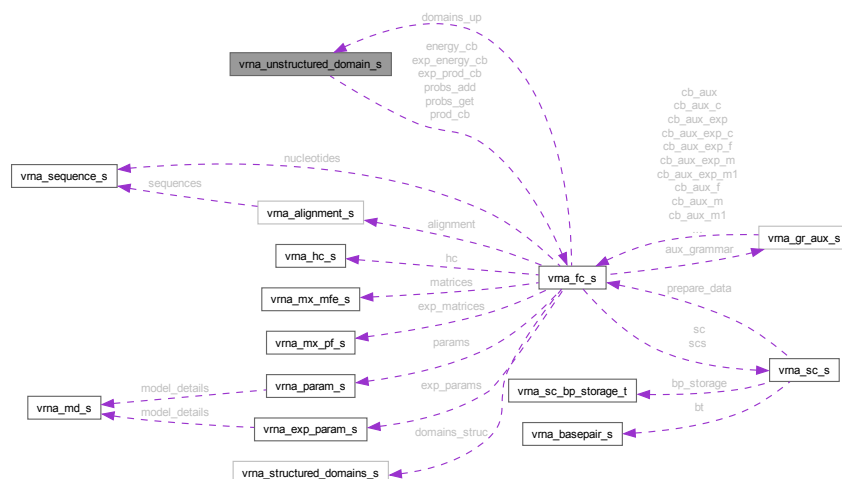 domains_up
vrna_unstructured_domain_s
energy_cb
exp_energy_cb
exp_prod_cb
probs_add
probs_get
prod_cb
cb_aux
cb_aux_c
cb_aux_exp
cb_aux_exp_c
cb_aux_exp_f
cb_aux_exp_m
cb_aux_exp_m1
cb_aux_f
cb_aux_m
cb_aux_m1
...
nucleotides
vrna_sequence_s
sequences
vrna_alignment_s
alignment
vrna_gr_aux_s
aux_grammar
vrna_hc_s
hc
vrna_fc_s
matrices
prepare_data
vrna_mx_mfe_s
exp_matrices
vrna_mx_pf_s
params
sc
scs
vrna_sc_s
model_details
vrna_param_s
exp_params
vrna_sc_bp_storage_t
bp_storage
vrna_md_s
model_details
bt
vrna_exp_param_s
domains_struc
vrna_basepair_s
vrna_structured_domains_s